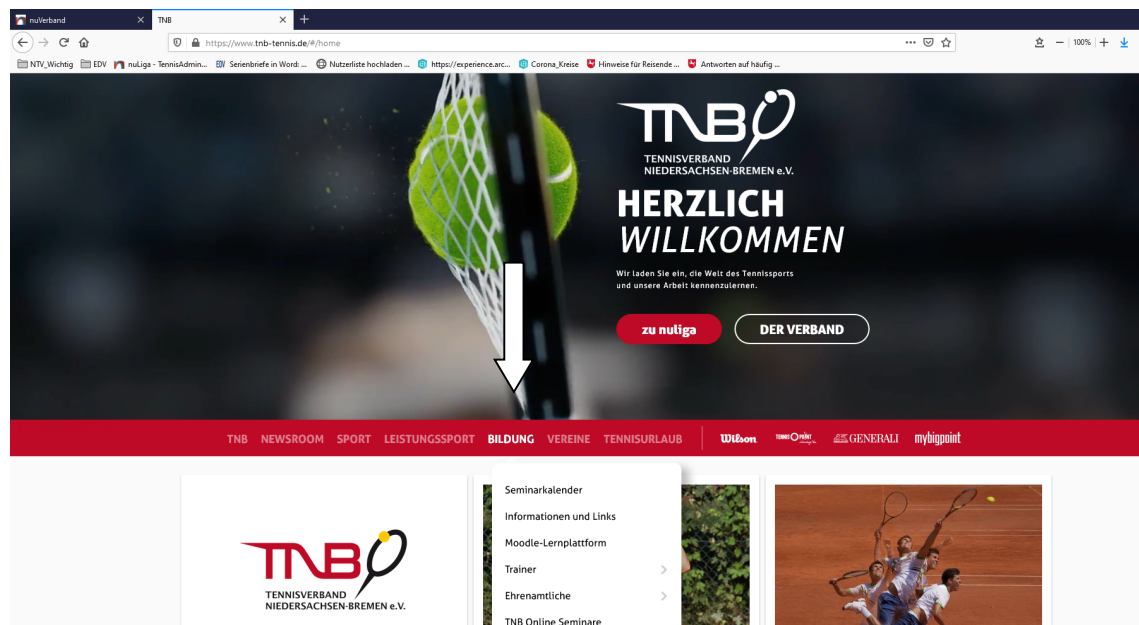 nuVerband
TNB
https://www.tnb-tennis.de/#/home
100%
NTV_Wichtig
EDV
nuLiga - TennisAdmin...
Serienbriefe in Word: ...
Nutzerliste hochladen ...
https://experience.arc...
Corona_Kreise
Hinweise für Reisende ...
Antworten auf häufig ...
TNB
TENNISVERBAND
NIEDERSACHSEN-BREMEN e.V.
HERZLICH
WILLKOMMEN
Wir laden Sie ein, die Welt des Tennissports
und unsere Arbeit kennenzulernen.
zu nuliga
DER VERBAND
TNB NEWSROOM SPORT LEISTUNGSSPORT BILDUNG VEREINE TENNISURLAUB
Wilson
TENNIS POINT
GENERALI
mybigpoint
Seminarkalender
Informationen und Links
Moodle-Lernplattform
Trainer
Ehrenamtliche
TNB Online Seminare
TNB
TENNISVERBAND
NIEDERSACHSEN-BREMEN e.V.